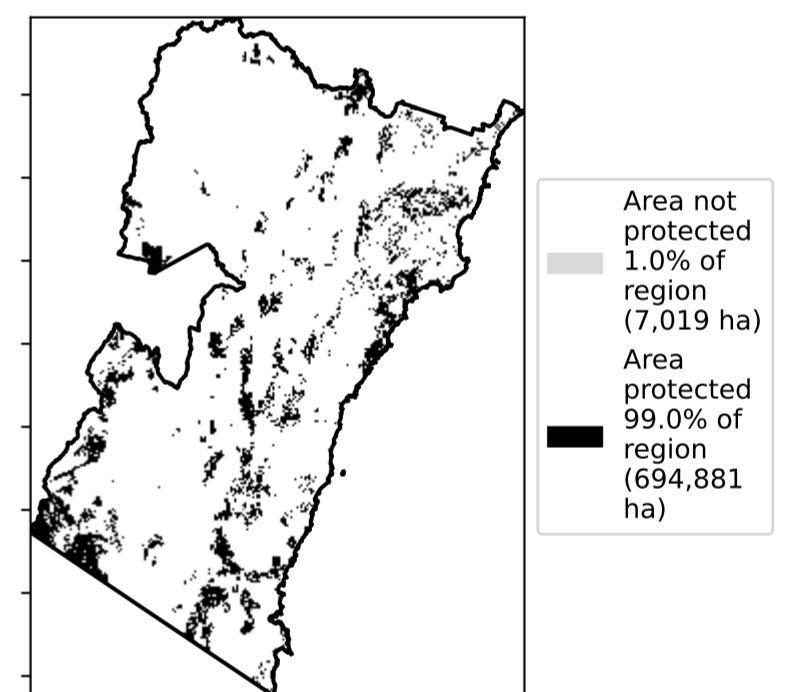 Area not
protected
1.0% of
region
(7,019 ha)
Area
protected
99.0% of
region
(694,881
ha)